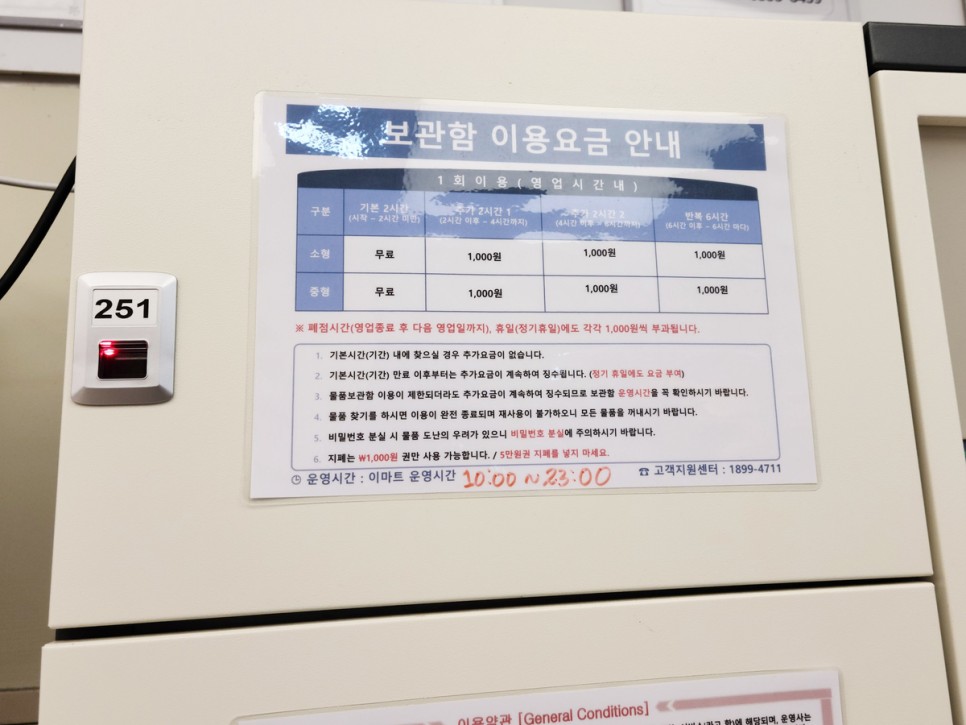 보관함 이용요금 안내
1 회 이 용 ( 영 업 시 간 내 )
구분 기본 2시간 추가 2시간 1 추가 2시간 2 반복 6시간
(시작 ~ 2시간 미만) (2시간 이후 ~ 4시간까지) (4시간 이후 ~ 6시간까지) (6시간 이후 ~ 6시간 마다)
소형 무료 1,000원 1,000원 1,000원
중형 무료 1,000원 1,000원 1,000원
※ 폐점시간(영업종료 후 다음 영업일까지), 휴일(정기휴일)에도 각각 1,000원씩 부과됩니다.
1. 기본시간(기간) 내에 찾으실 경우 추가요금이 없습니다.
2. 기본시간(기간) 만료 이후부터는 추가요금이 계속하여 징수됩니다. (정기 휴일에도 요금 부여)
3. 물품보관함 이용이 제한되더라도 추가요금이 계속하여 징수되므로 보관함 운영시간을 꼭 확인하시기 바랍니다.
4. 물품 찾기를 하시면 이용이 완전 종료되며 재사용이 불가하오니 모든 물품을 꺼내시기 바랍니다.
5. 비밀번호 분실 시 물품 도난의 우려가 있으니 비밀번호 분실에 주의하시기 바랍니다.
6. 지폐는 ₩1,000원 권만 사용 가능합니다. / 5만원권 지폐를 넣지 마세요.
운영시간 : 이마트 운영시간 10:00 ~ 23:00 ☎ 고객지원센터 : 1899-4711
251
이용약관 [General Conditions]
에 해당되며, 운영사는